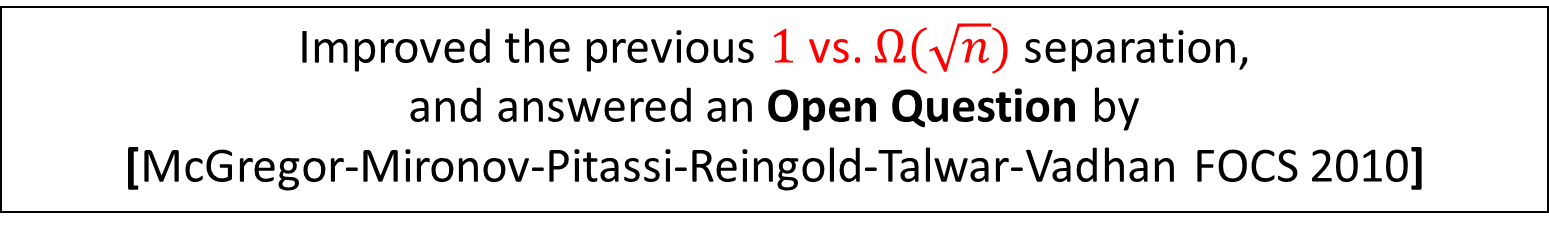 Improved the previous 1 vs. Ω(√n) separation,
and answered an Open Question by
[McGregor-Mironov-Pitassi-Reingold-Talwar-Vadhan FOCS 2010]